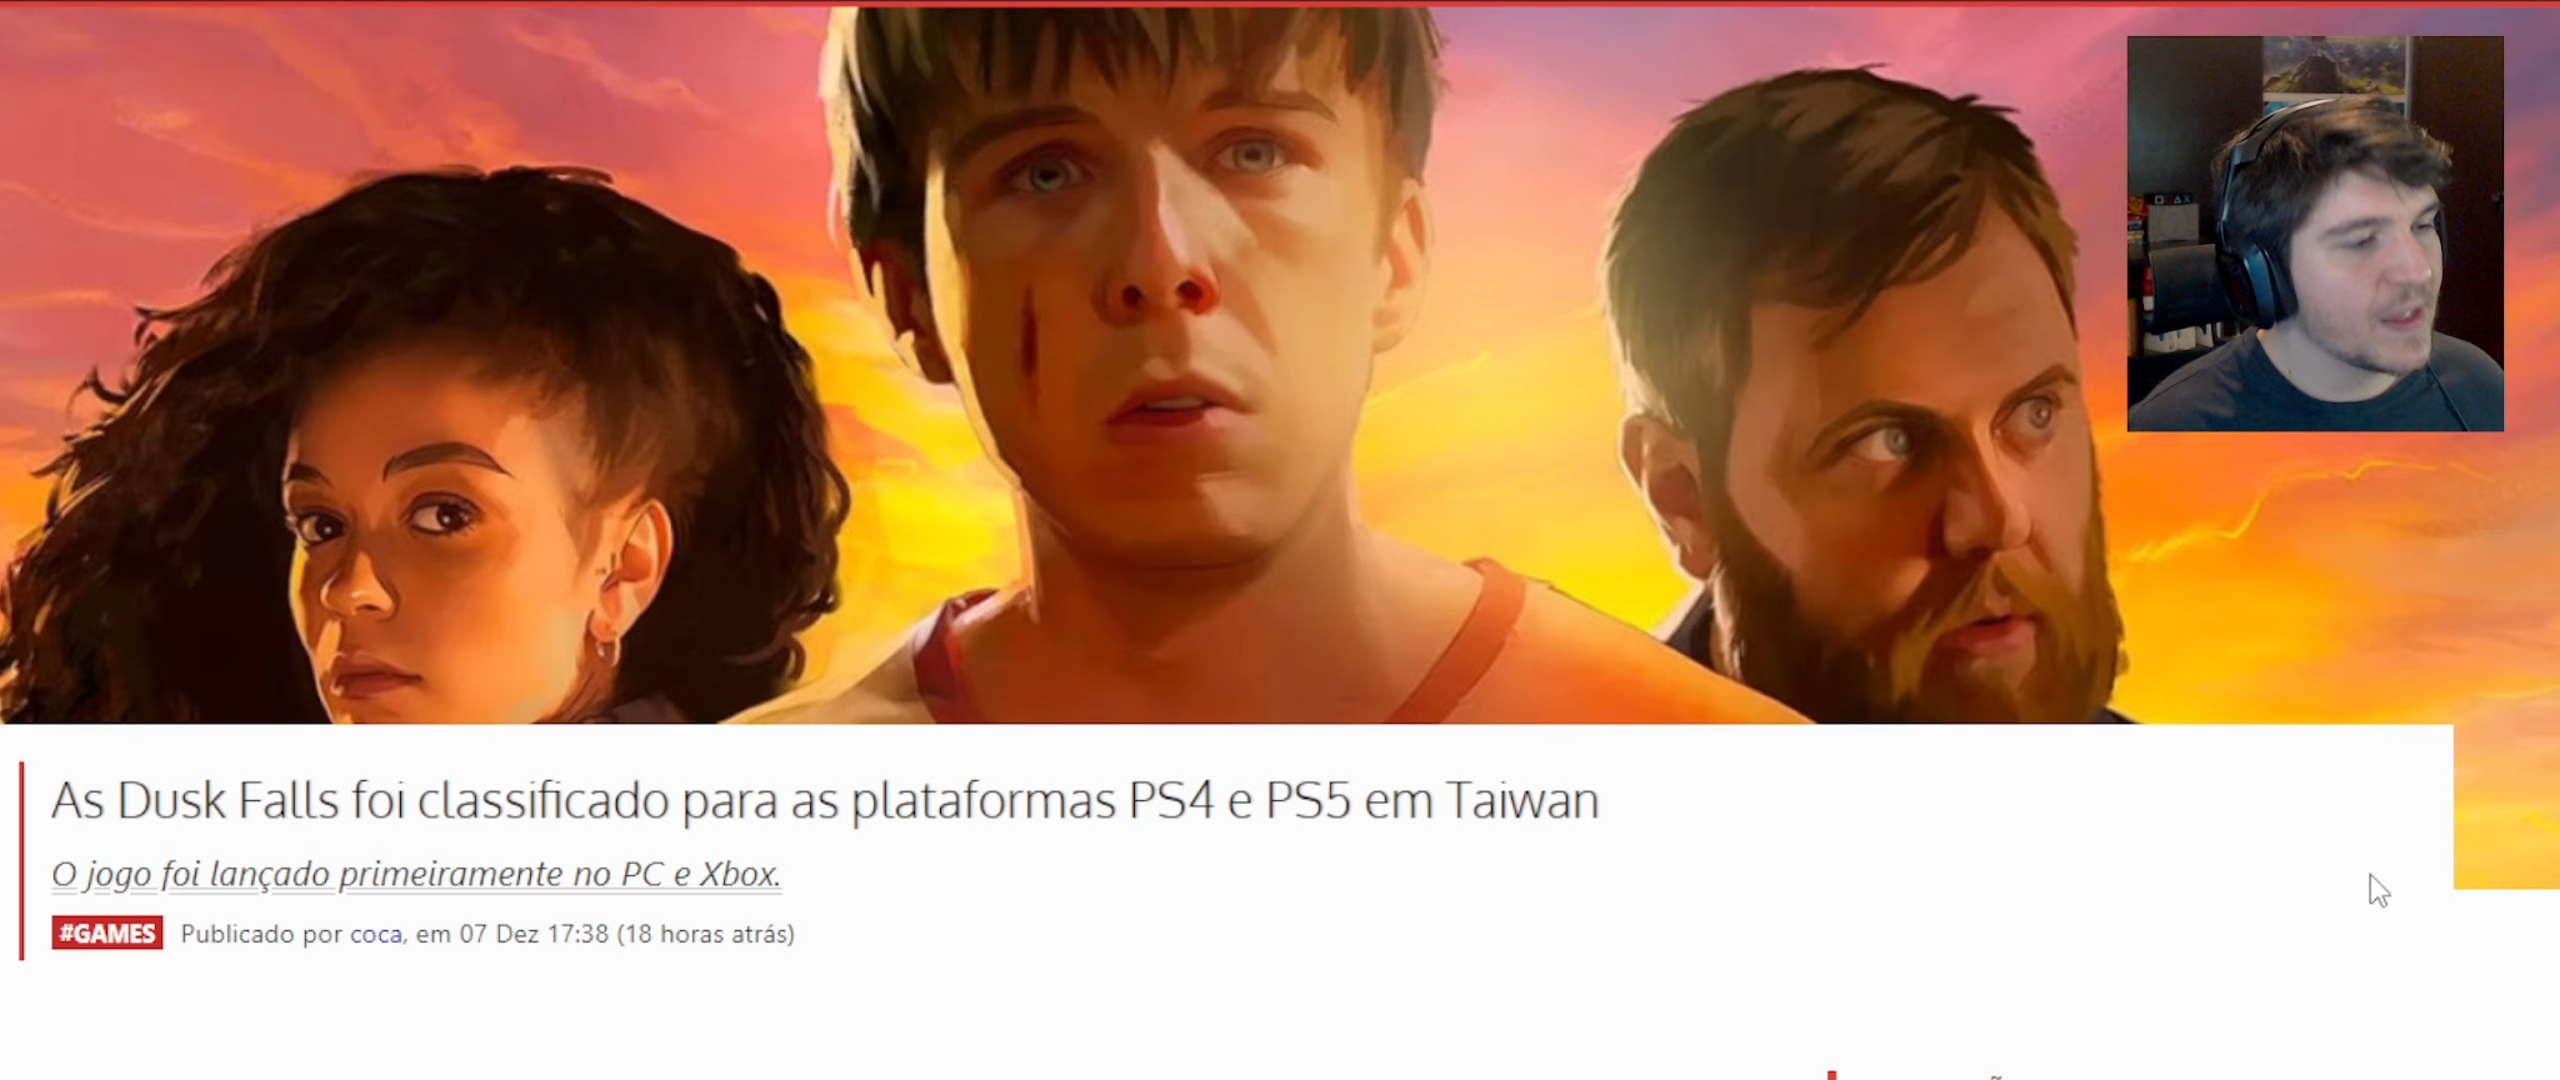 As Dusk Falls foi classificado para as plataformas PS4 e PS5 em Taiwan
O jogo foi lançado primeiramente no PC e Xbox.
#GAMES Publicado por coca, em 07 Dez 17:38 (18 horas atrás)